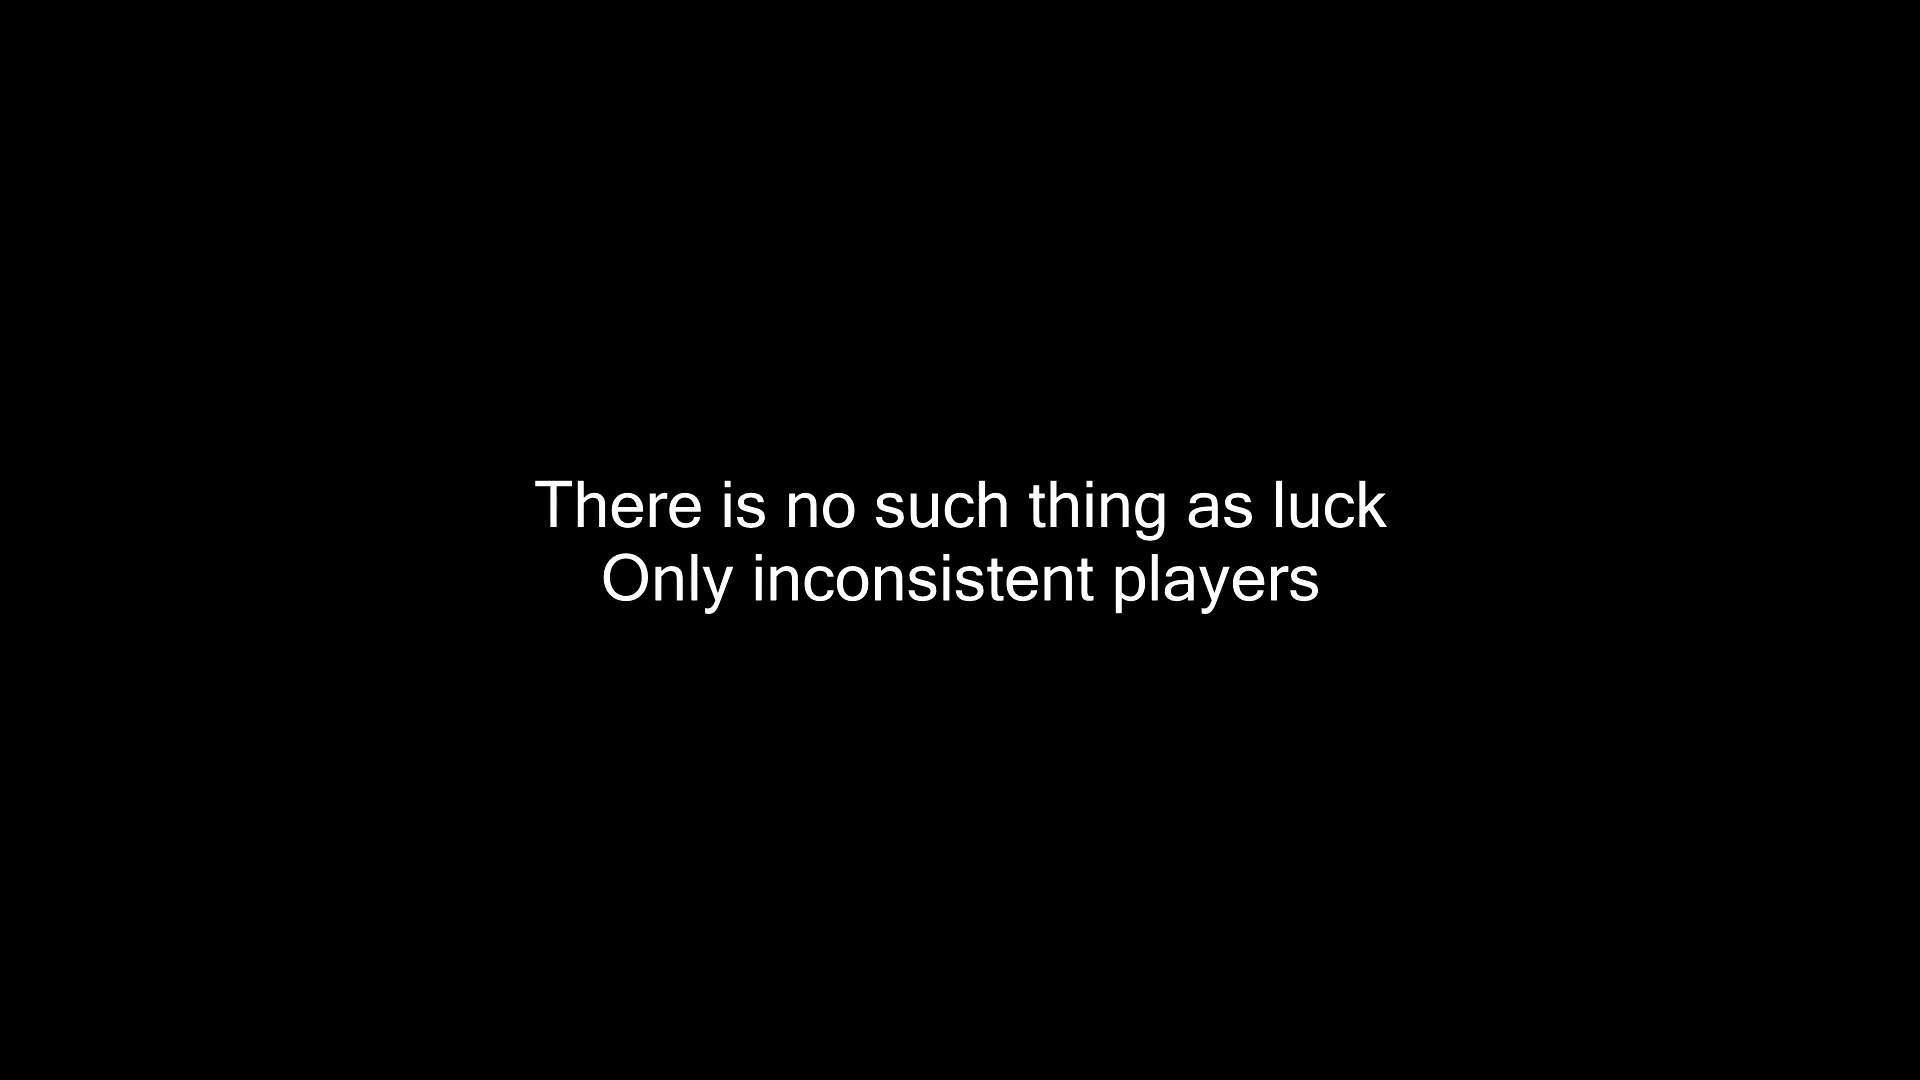 There is no such thing as luck
Only inconsistent players